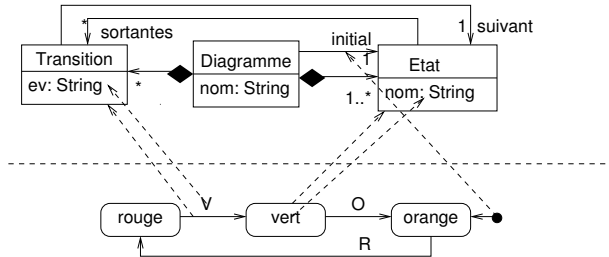 * sortantes 1 suivant
Transition Diagramme initial 1 Etat
ev: String * nom: String 1..* nom: String
V O
rouge vert orange
R